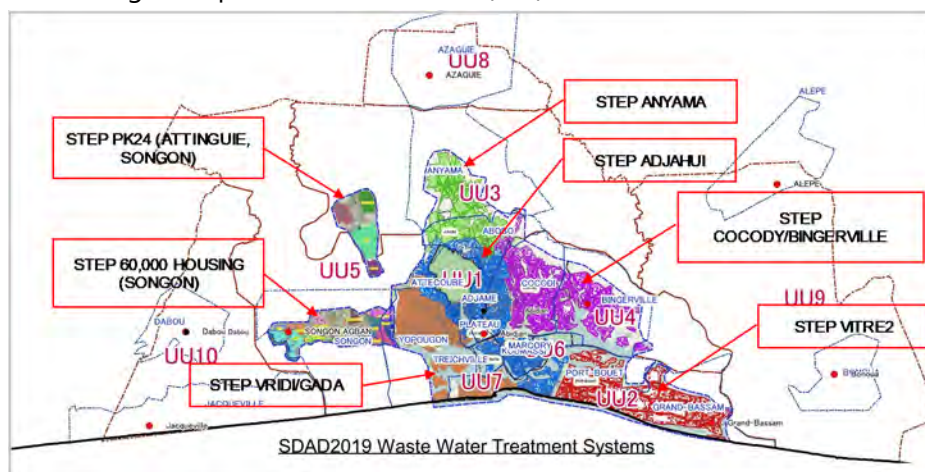 AZAGUIE
UU8
AZAGUIE
STEP ANYAMA
ALEPE
STEP PK24 (ATTINGUIE,
SONGON)
STEP ADJAHUI
ANYAMA
UU3
ALEPE
STEP
COCODY/BINGERVILLE
ABOBO
UU5
STEP 60,000 HOUSING
(SONGON)
UU1
ATTECOUBE
COCODY
ADJAME
BINGERVILLE
UU9
UU4
STEP VITRE2
DABOU
Dabou Dabou
SONGON AGBAN
SONGON
PLATEAU
UU10
YOPOUGON
MARCORY
KOUMASSI
UU6
TREICHVILLE
STEP VRIDI/GADA
PORT-BOUET
UU7
UU2
GRAND-BASSAM
JACQUEVILLE
Jacqueville
Grand-Bassam
SDAD2019 Waste Water Treatment Systems